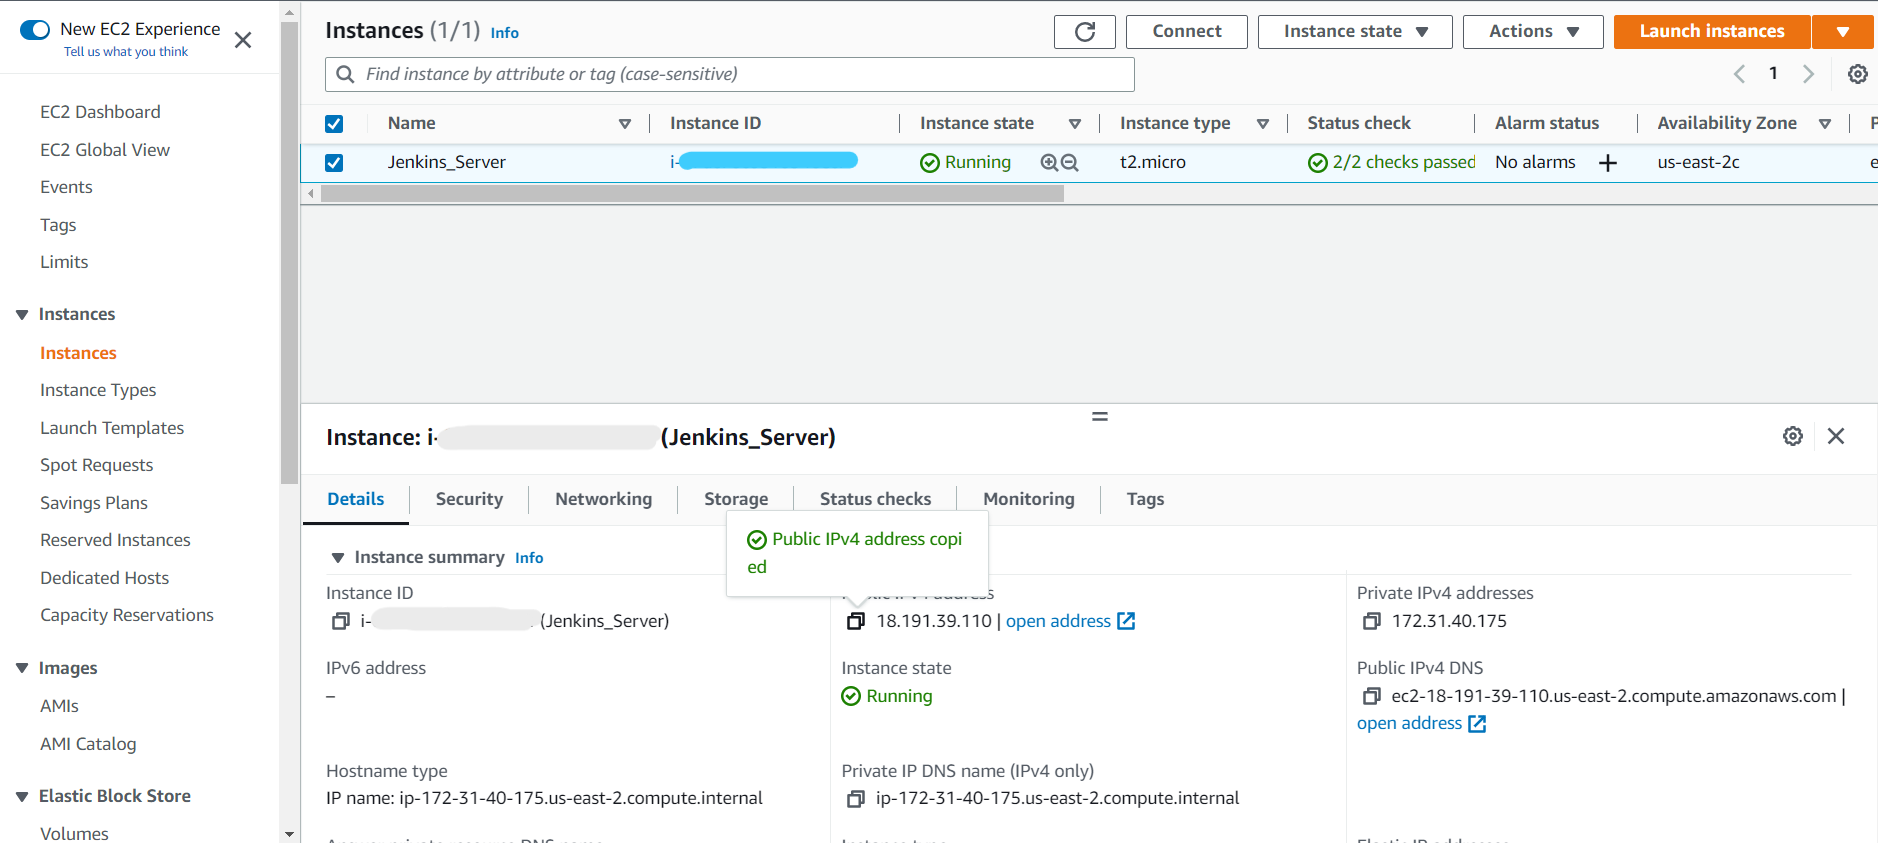 New EC2 Experience
Tell us what you think
EC2 Dashboard
EC2 Global View
Events
Tags
Limits
Instances
Instances
Instance Types
Launch Templates
Spot Requests
Savings Plans
Reserved Instances
Dedicated Hosts
Capacity Reservations
Images
AMIs
AMI Catalog
Elastic Block Store
Volumes
Instances (1/1) Info
Connect
Instance state
Actions
Launch instances
Find instance by attribute or tag (case-sensitive)
1
Name Instance ID Instance state Instance type Status check Alarm status Availability Zone
Jenkins_Server i- Running t2.micro 2/2 checks passed No alarms + us-east-2c
Instance: i- (Jenkins_Server)
Details Security Networking Storage Status checks Monitoring Tags
Public IPv4 address copi
ed
Instance summary Info
Instance ID
i- (Jenkins_Server)
18.191.39.110 | open address
Private IPv4 addresses
172.31.40.175
IPv6 address
–
Instance state
Running
Public IPv4 DNS
ec2-18-191-39-110.us-east-2.compute.amazonaws.com |
open address
Hostname type
IP name: ip-172-31-40-175.us-east-2.compute.internal
Private IP DNS name (IPv4 only)
ip-172-31-40-175.us-east-2.compute.internal